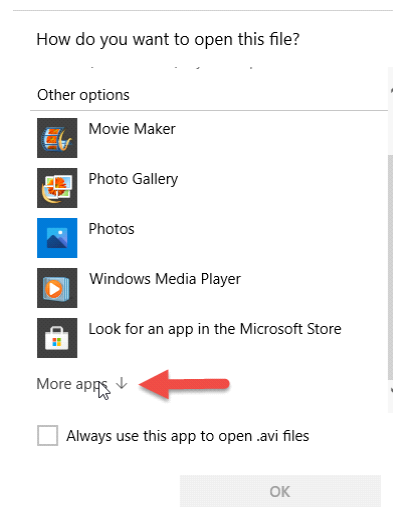 How do you want to open this file?
Other options
Movie Maker
Photo Gallery
Photos
Windows Media Player
Look for an app in the Microsoft Store
More apps ↓
Always use this app to open .avi files
OK